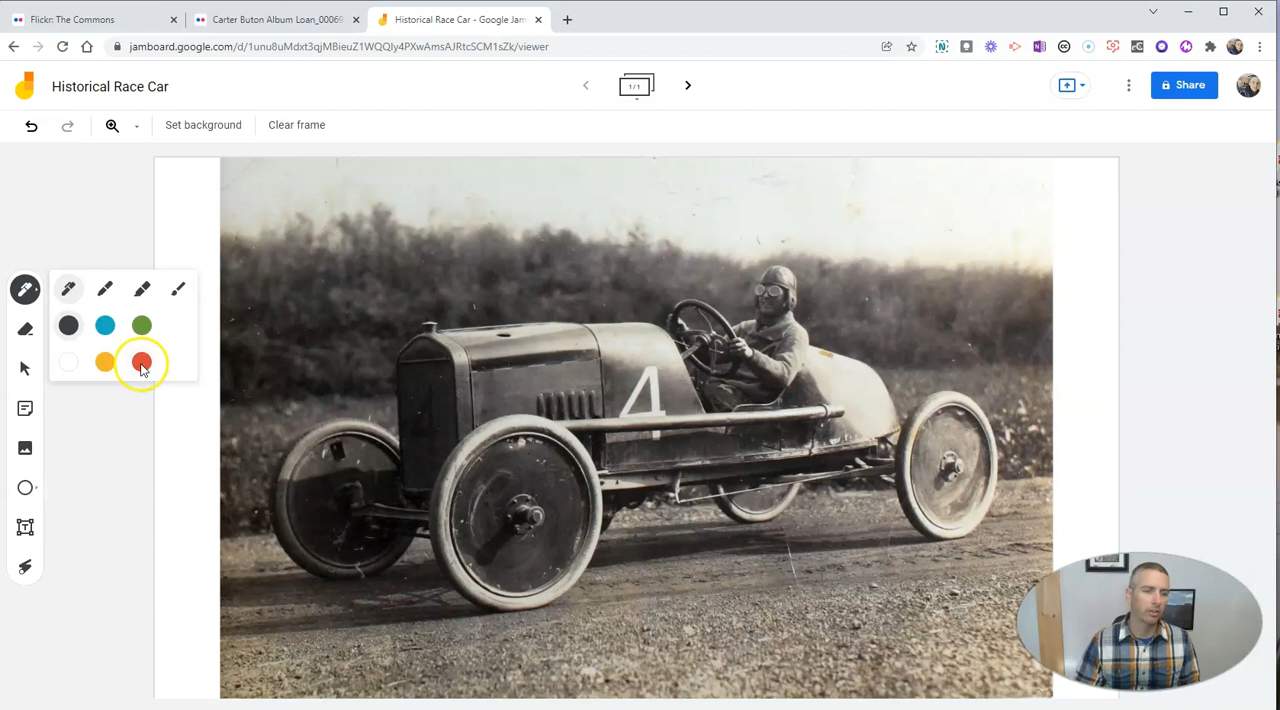 Flickr: The Commons
Carter Buton Album Loan_00069
Historical Race Car - Google Jam
jamboard.google.com/d/1unu8uMdxt3qjMBieuZ1WQQIy4PXwAmsAJRtcSCM1sZk/viewer
Historical Race Car
1/1
Share
Set background
Clear frame
4